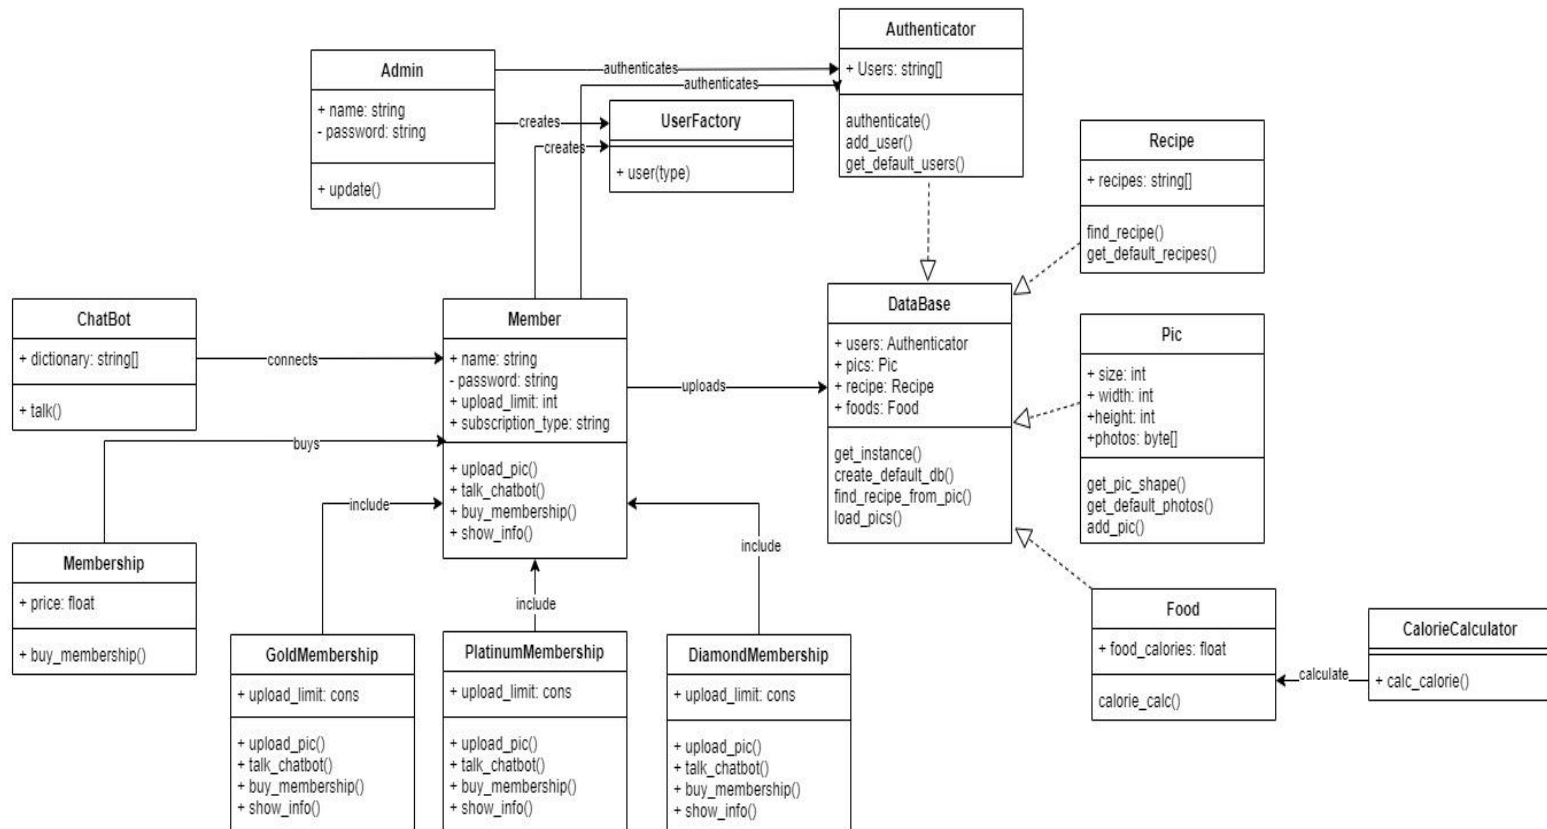 Authenticator
+ Users: string[]
authenticate()
add_user()
get_default_users()
Admin
+ name: string
- password: string
+ update()
authenticates
authenticates
creates
creates
UserFactory
+ user(type)
Recipe
+ recipes: string[]
find_recipe()
get_default_recipes()
ChatBot
+ dictionary: string[]
+ talk()
connects
Member
+ name: string
- password: string
+ upload_limit: int
+ subscription_type: string
+ upload_pic()
+ talk_chatbot()
+ buy_membership()
+ show_info()
uploads
DataBase
+ users: Authenticator
+ pics: Pic
+ recipe: Recipe
+ foods: Food
get_instance()
create_default_db()
find_recipe_from_pic()
load_pics()
Pic
+ size: int
+ width: int
+height: int
+photos: byte[]
get_pic_shape()
get_default_photos()
add_pic()
buys
include
include
include
Membership
+ price: float
+ buy_membership()
GoldMembership
+ upload_limit: cons
+ upload_pic()
+ talk_chatbot()
+ buy_membership()
+ show_info()
PlatinumMembership
+ upload_limit: cons
+ upload_pic()
+ talk_chatbot()
+ buy_membership()
+ show_info()
DiamondMembership
+ upload_limit: cons
+ upload_pic()
+ talk_chatbot()
+ buy_membership()
+ show_info()
Food
+ food_calories: float
calorie_calc()
calculate
CalorieCalculator
+ calc_calorie()